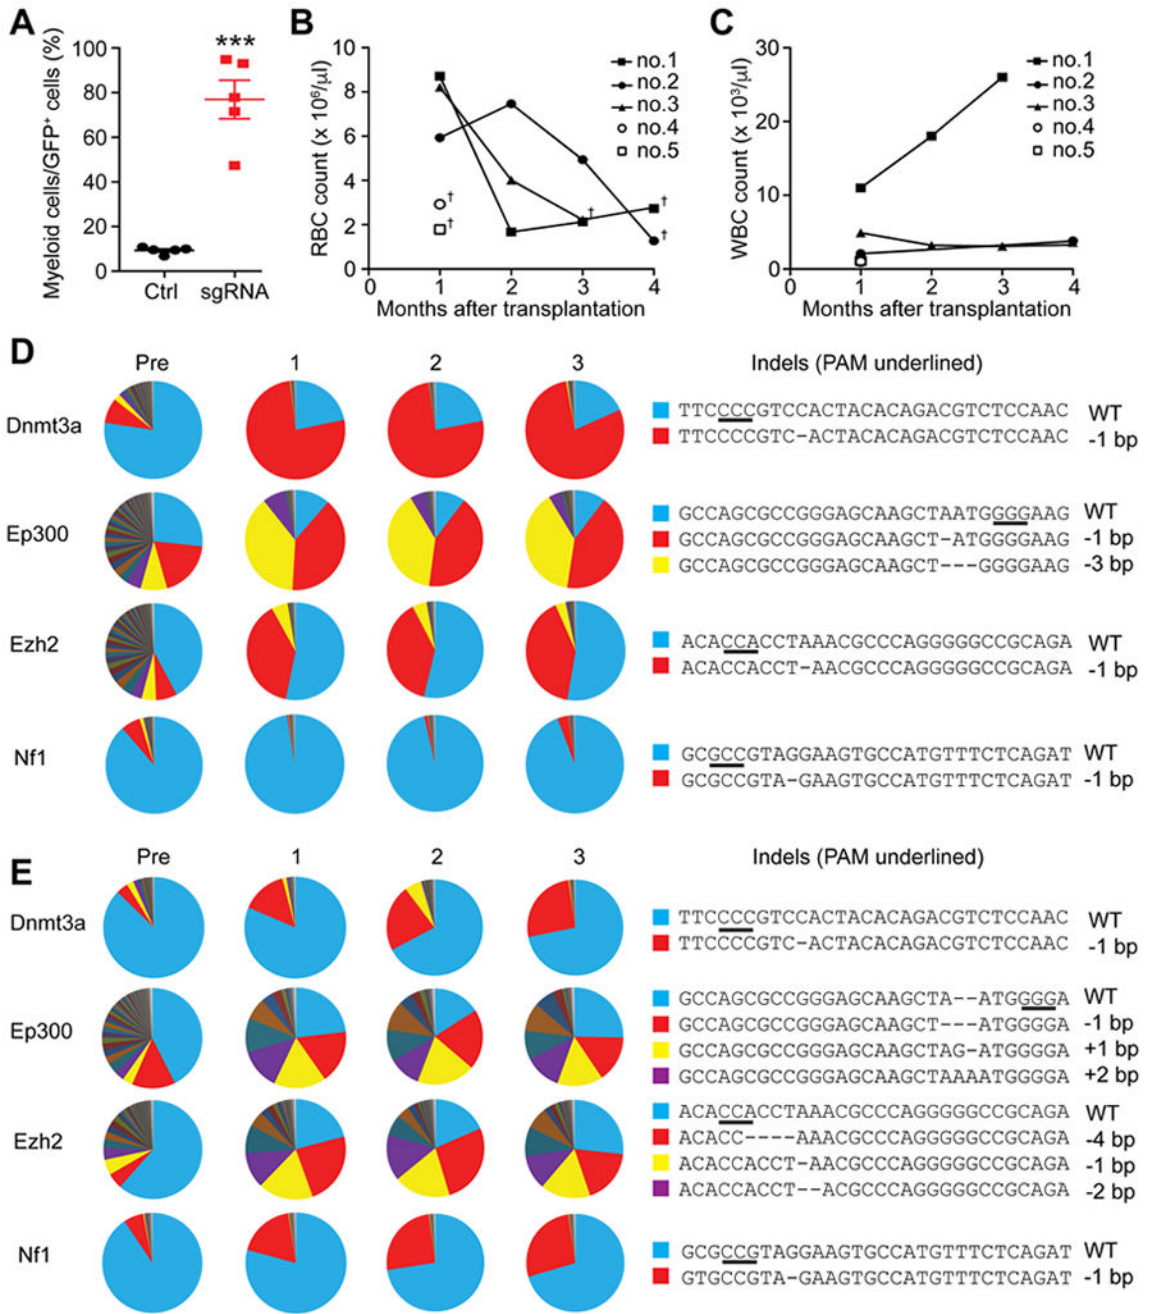 A
Myeloid cells/GFP⁺ cells (%)
100
80
60
40
20
0
***
Ctrl
sgRNA
B
RBC count (x 10⁶/µl)
10
8
6
4
2
0
no.1
no.2
no.3
no.4
no.5
†
†
†
†
†
0 1 2 3 4
Months after transplantation
C
WBC count (x 10³/µl)
30
20
10
0
no.1
no.2
no.3
no.4
no.5
0 1 2 3 4
Months after transplantation
D
Pre 1 2 3 Indels (PAM underlined)
Dnmt3a
TTCCCCGTCCACTACACAGACGTCTCCAAC WT
TTCCCCGTC-ACTACACAGACGTCTCCAAC -1 bp
Ep300
GCCAGCGCCGGGAGCAAGCTAATGGGGAAG WT
GCCAGCGCCGGGAGCAAGCT-ATGGGGAAG -1 bp
GCCAGCGCCGGGAGCAAGCT---GGGGAAG -3 bp
Ezh2
ACACCACCTAAACGCCCAGGGGGCCGCAGA WT
ACACCACCT-AACGCCCAGGGGGCCGCAGA -1 bp
Nf1
GCGCCGTAGGAAGTGCCATGTTTCTCAGAT WT
GCGCCGTA-GAAGTGCCATGTTTCTCAGAT -1 bp
E
Pre 1 2 3 Indels (PAM underlined)
Dnmt3a
TTCCCCGTCCACTACACAGACGTCTCCAAC WT
TTCCCCGTC-ACTACACAGACGTCTCCAAC -1 bp
Ep300
GCCAGCGCCGGGAGCAAGCTA--ATGGGGA WT
GCCAGCGCCGGGAGCAAGCT---ATGGGGA -1 bp
GCCAGCGCCGGGAGCAAGCTAG-ATGGGGA +1 bp
GCCAGCGCCGGGAGCAAGCTAAAATGGGGA +2 bp
Ezh2
ACACCACCTAAACGCCCAGGGGGCCGCAGA WT
ACACC----AAACGCCCAGGGGGCCGCAGA -4 bp
ACACCACCT-AACGCCCAGGGGGCCGCAGA -1 bp
ACACCACCT--ACGCCCAGGGGGCCGCAGA -2 bp
Nf1
GCGCCGTAGGAAGTGCCATGTTTCTCAGAT WT
GTGCCGTA-GAAGTGCCATGTTTCTCAGAT -1 bp